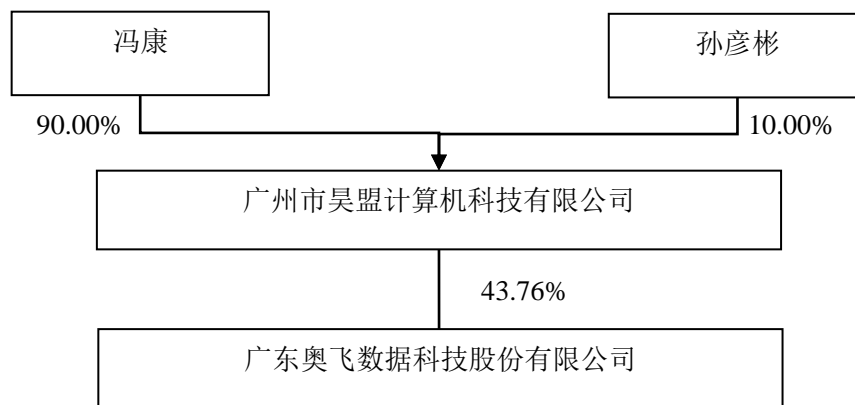 冯康
孙彦彬
90.00%
10.00%
广州市昊盟计算机科技有限公司
43.76%
广东奥飞数据科技股份有限公司